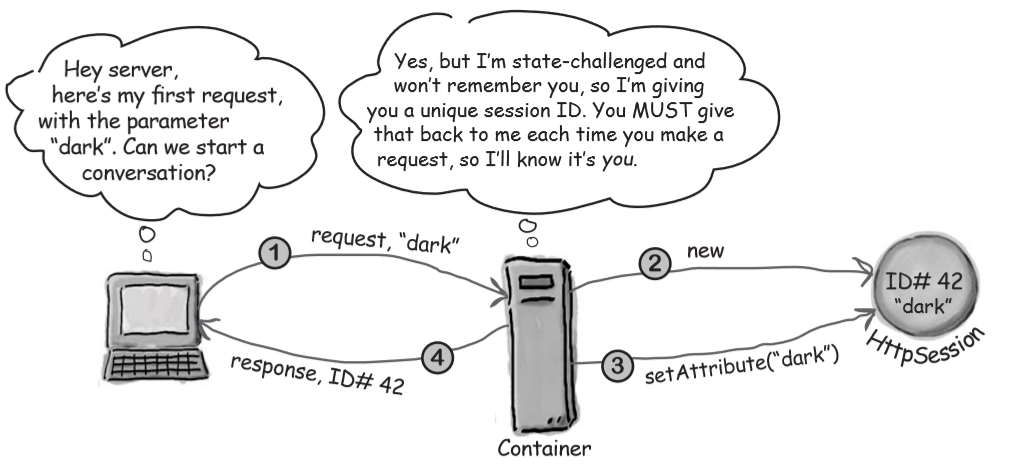 Hey server,
here's my first request,
with the parameter
"dark". Can we start a
conversation?
Yes, but I'm state-challenged and
won't remember you, so I'm giving
you a unique session ID. You MUST give
that back to me each time you make a
request, so I'll know it's you.
1
request, "dark"
2
new
ID# 42
"dark"
HttpSession
4
response, ID# 42
3
setAttribute("dark")
Container